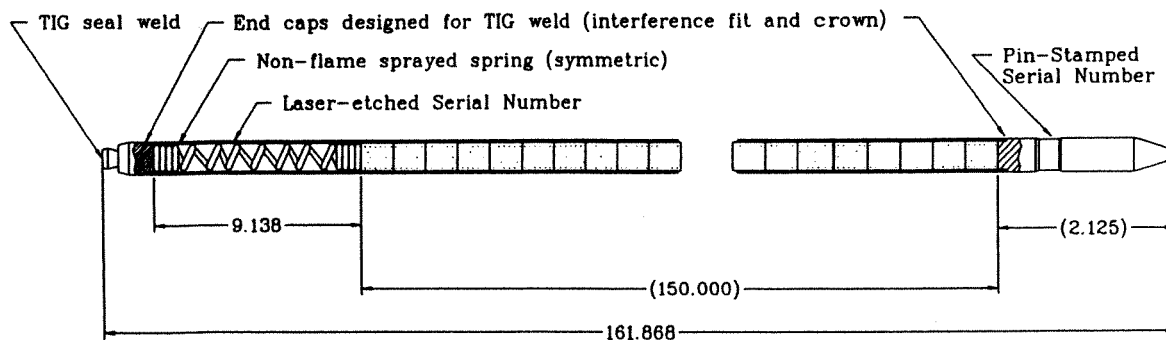 TIG seal weld
End caps designed for TIG weld (interference fit and crown)
Non-flame sprayed spring (symmetric)
Laser-etched Serial Number
Pin-Stamped
Serial Number
9.138
(2.125)
(150.000)
161.868